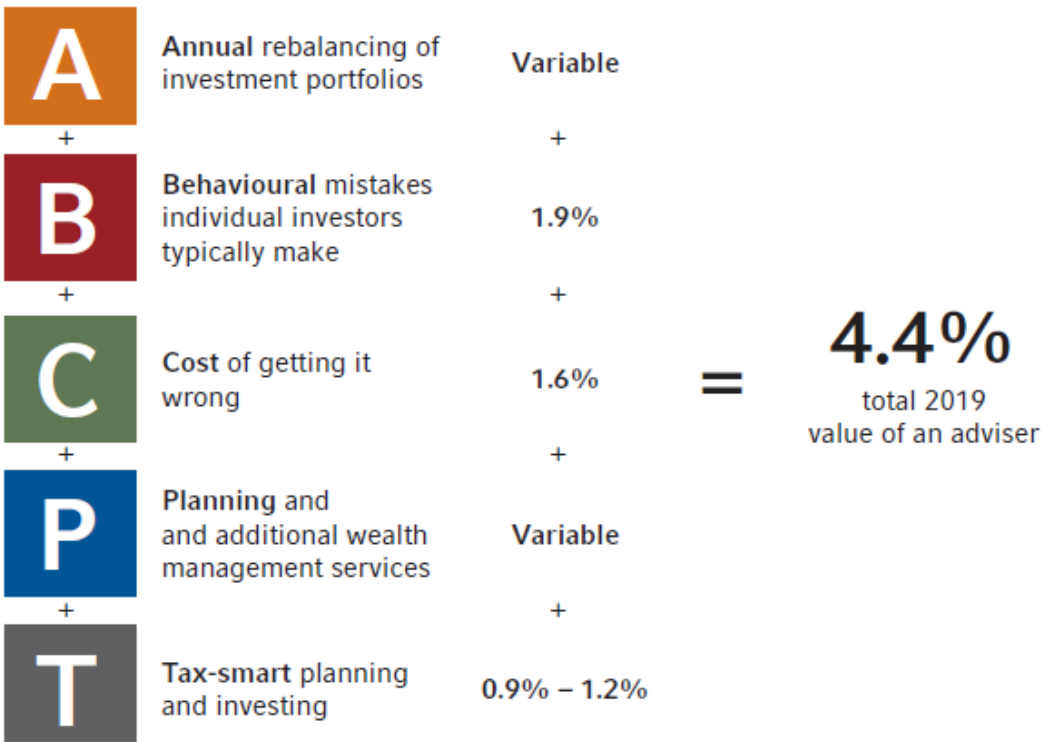 A
Annual rebalancing of
investment portfolios
Variable
+
+
B
Behavioural mistakes
individual investors
typically make
1.9%
+
+
C
Cost of getting it
wrong
1.6%
+
+
P
Planning and
and additional wealth
management services
Variable
+
+
T
Tax-smart planning
and investing
0.9% – 1.2%
=
4.4%
total 2019
value of an adviser